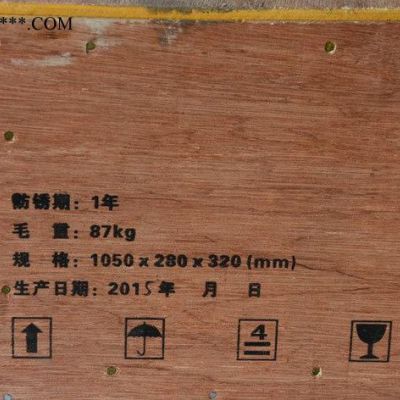 ***.COM
防锈期：1年
毛 重：87kg
规 格：1050×280×320(mm)
生产日期：2015年 月 日
4